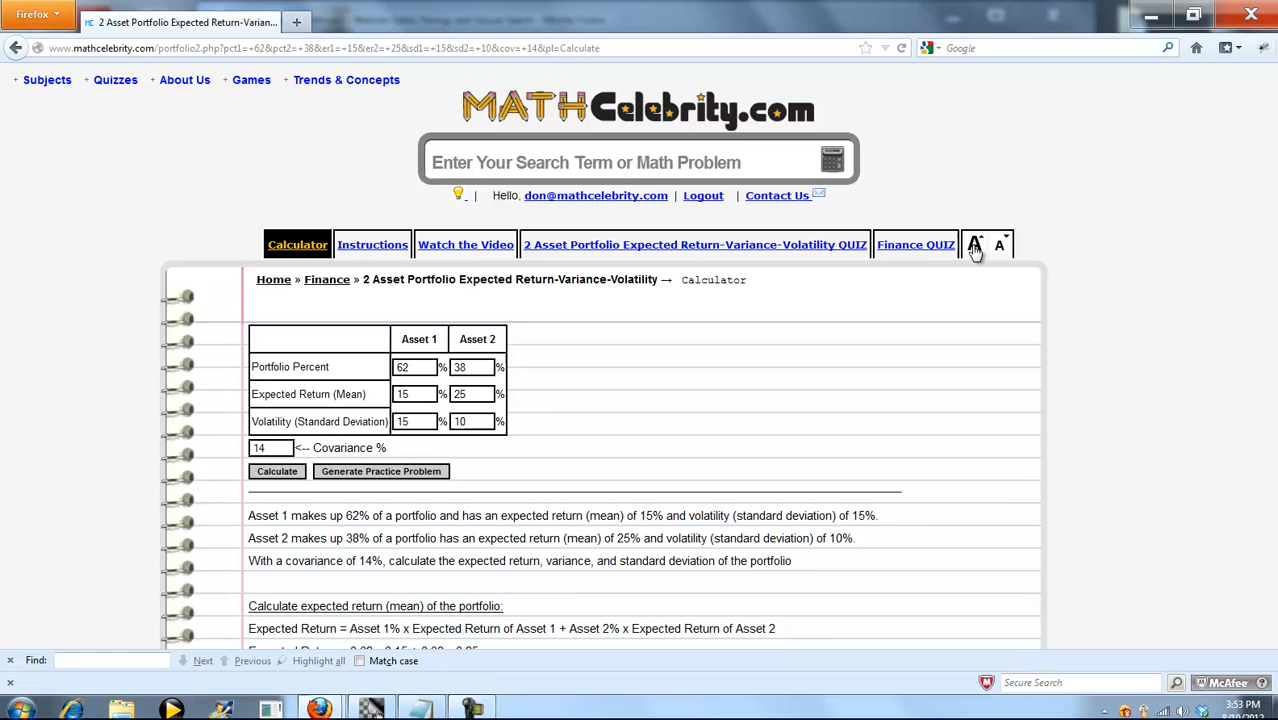 Firefox
2 Asset Portfolio Expected Return-Varian...
www.mathcelebrity.com/portfolio2.php?pct1=+62&pct2=+38&er1=+15&er2=+25&sd1=+15&sd2=+10&cov=+14&pl=Calculate
Google
+ Subjects + Quizzes + About Us + Games + Trends & Concepts
MATHCelebrity.com
Enter Your Search Term or Math Problem
| Hello, don@mathcelebrity.com | Logout | Contact Us
Calculator Instructions Watch the Video 2 Asset Portfolio Expected Return-Variance-Volatility QUIZ Finance QUIZ A A
Home » Finance » 2 Asset Portfolio Expected Return-Variance-Volatility → Calculator
Asset 1 Asset 2
Portfolio Percent 62 % 38 %
Expected Return (Mean) 15 % 25 %
Volatility (Standard Deviation) 15 % 10 %
14 <-- Covariance %
Calculate Generate Practice Problem
Asset 1 makes up 62% of a portfolio and has an expected return (mean) of 15% and volatility (standard deviation) of 15%.
Asset 2 makes up 38% of a portfolio has an expected return (mean) of 25% and volatility (standard deviation) of 10%.
With a covariance of 14%, calculate the expected return, variance, and standard deviation of the portfolio
Calculate expected return (mean) of the portfolio:
Expected Return = Asset 1% x Expected Return of Asset 1 + Asset 2% x Expected Return of Asset 2
× Find: Next Previous Highlight all Match case
× Secure Search McAfee
3:53 PM